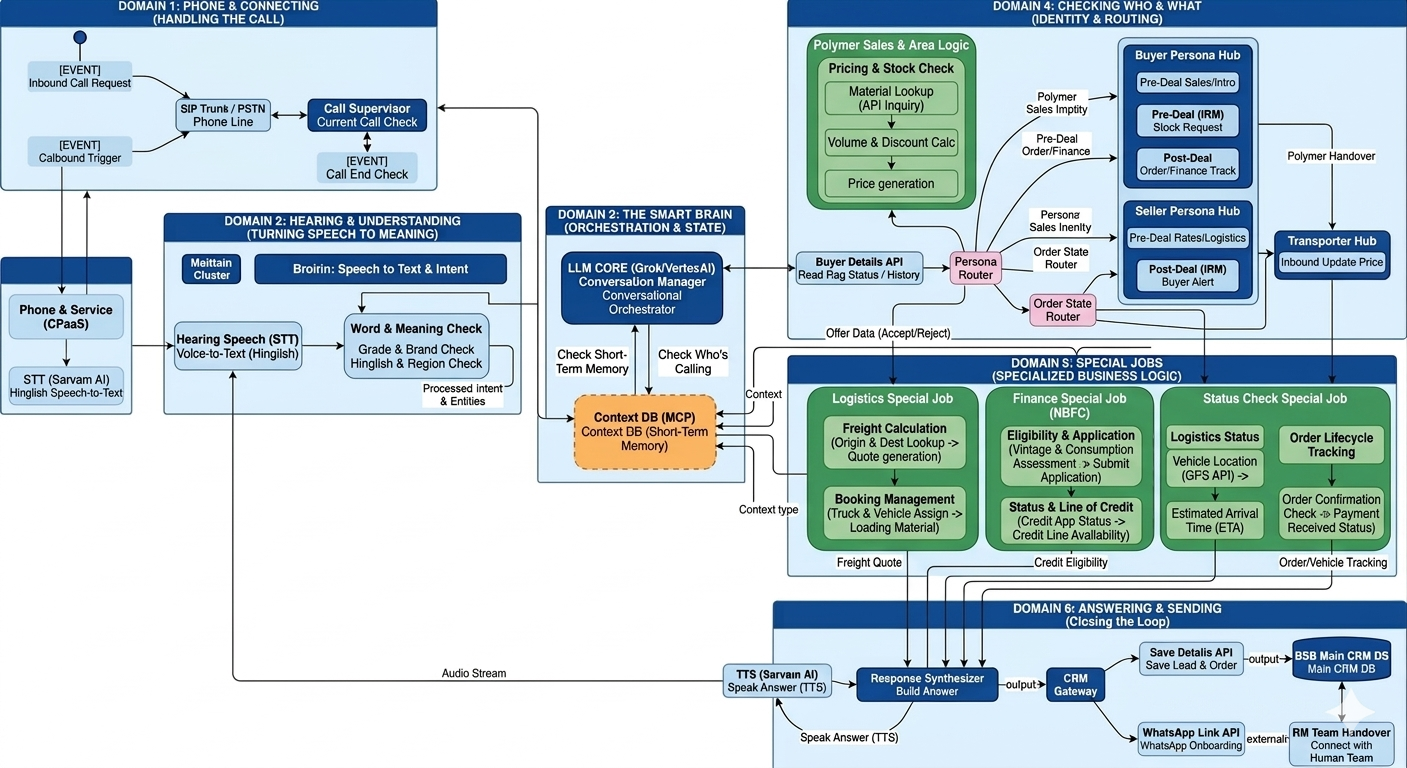 DOMAIN 1: PHONE & CONNECTING
(HANDLING THE CALL)
[EVENT]
Inbound Call Request
SIP Trunk / PSTN
Phone Line
Call Supervisor
Current Call Check
[EVENT]
Calbound Trigger
[EVENT]
Call End Check
Phone & Service
(CPaaS)
STT (Sarvam AI)
Hinglish Speech-to-Text
DOMAIN 2: HEARING & UNDERSTANDING
(TURNING SPEECH TO MEANING)
Meittain
Cluster
Broirin: Speech to Text & Intent
Hearing Speech (STT)
Volce-to-Text (Hingilsh)
Word & Meaning Check
Grade & Brand Check
Hinglish & Region Check
Processed intent
& Entities
DOMAIN 2: THE SMART BRAIN
(ORCHESTRATION & STATE)
LLM CORE (Grok/VertesAI)
Conversation Manager
Conversational
Orchestrator
Check Short-
Term Memory
Check Who's
Calling
Context DB (MCP)
Context DB (Short-Term
Memory)
Context
Context type
DOMAIN 4: CHECKING WHO & WHAT
(IDENTITY & ROUTING)
Polymer Sales & Area Logic
Pricing & Stock Check
Material Lookup
(API Inquiry)
Volume & Discount Calc
Price generation
Buyer Details API
Read Rag Status / History
Persona
Router
Polymer
Sales Imptity
Pre-Deal
Order/Finance
Persona'
Sales Inenlty
Order State
Router
Order State
Router
Buyer Persona Hub
Pre-Deal Sales/Intro
Pre-Deal (IRM)
Stock Request
Post-Deal
Order/Finance Track
Seller Persona Hub
Pre-Deal Rates/Logistics
Post-Deal (IRM)
Buyer Alert
Polymer Handover
Transporter Hub
Inbound Update Price
Offer Data (Accept/Reject)
DOMAIN S: SPECIAL JOBS
(SPECIALIZED BUSINESS LOGIC)
Logistics Special Job
Freight Calculation
(Origin & Dest Lookup ->
Quote generation)
Booking Management
(Truck & Vehicle Assign ->
Loading Material)
Finance Special Job
(NBFC)
Eligibility & Application
(Vintage & Consumption
Assessment -> Submit
Application)
Status & Line of Credit
(Credit App Status ->
Credit Line Availability)
Status Check Special Job
Logistics Status
Vehicle Location
(GFS API) ->
Estimated Arrival
Time (ETA)
Order Lifecycle
Tracking
Order Confirmation
Check -> Payment
Received Status)
Freight Quote
Credit Eligibility
Order/Vehicle Tracking
DOMAIN 6: ANSWERING & SENDING
(Closing the Loop)
Audio Stream
TTS (Sarvain AI)
Speak Answer (TTS)
Response Synthesizer
Build Answer
Speak Answer (TTS)
output
CRM
Gateway
Save Details API
Save Lead & Order
output
BSB Main CRM DS
Main CRM DB
WhatsApp Link API
WhatsApp Onboarding
externali
RM Team Handover
Connect with
Human Team